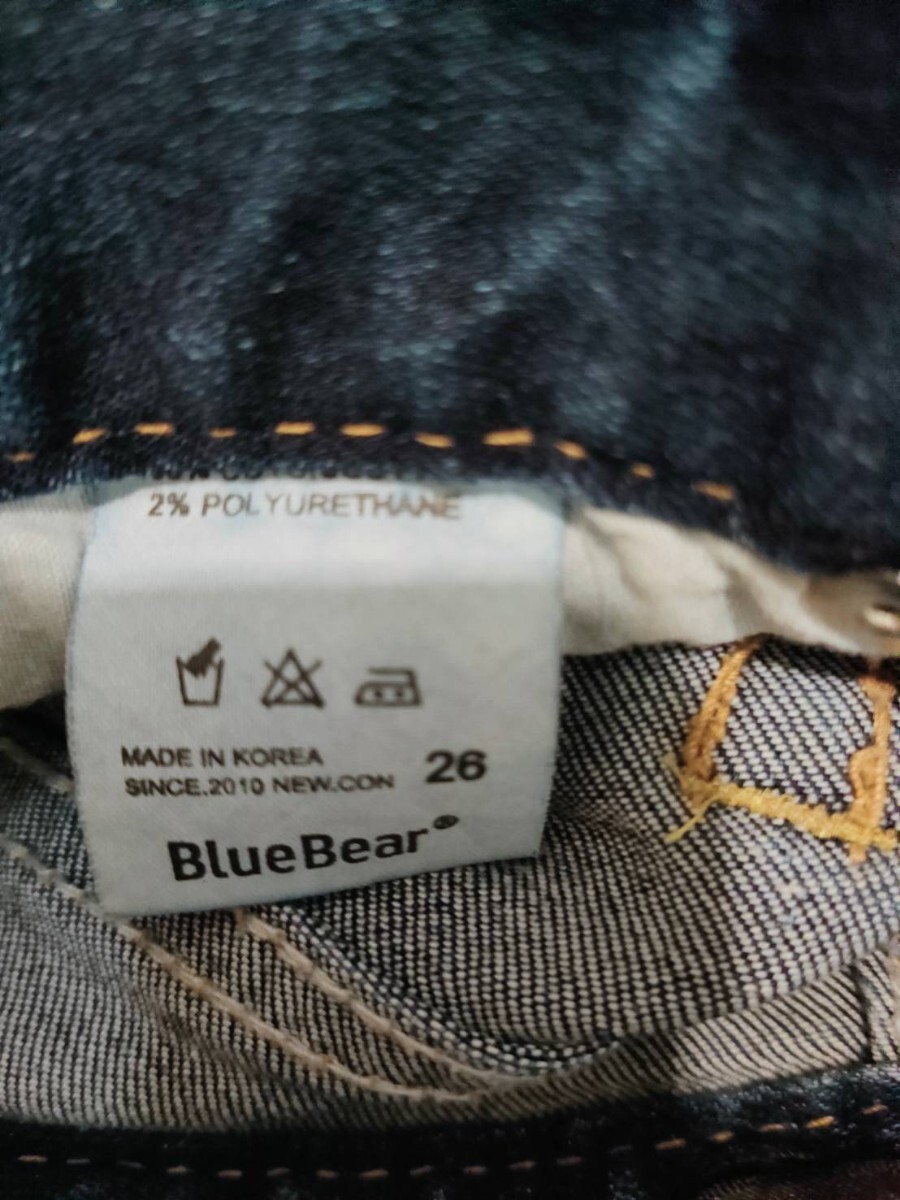 2% POLYURETHANE
MADE IN KOREA
SINCE.2010 NEW.CON 26
BlueBear®